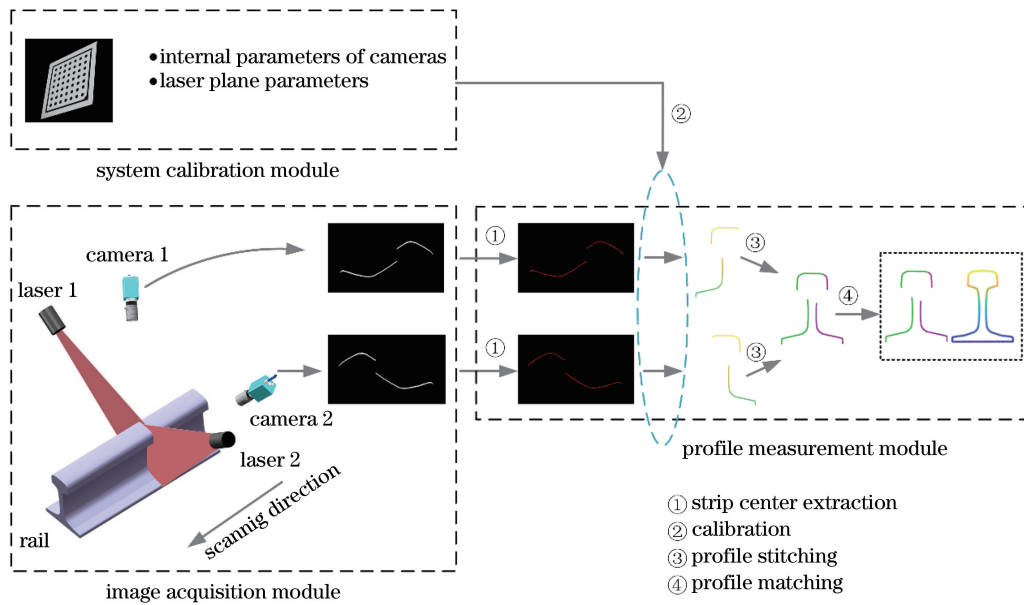 •internal parameters of cameras
•laser plane parameters
②
system calibration module
camera 1
laser 1
①
③
④
①
③
camera 2
laser 2
scannig direction
rail
image acquisition module
profile measurement module
① strip center extraction
② calibration
③ profile stitching
④ profile matching